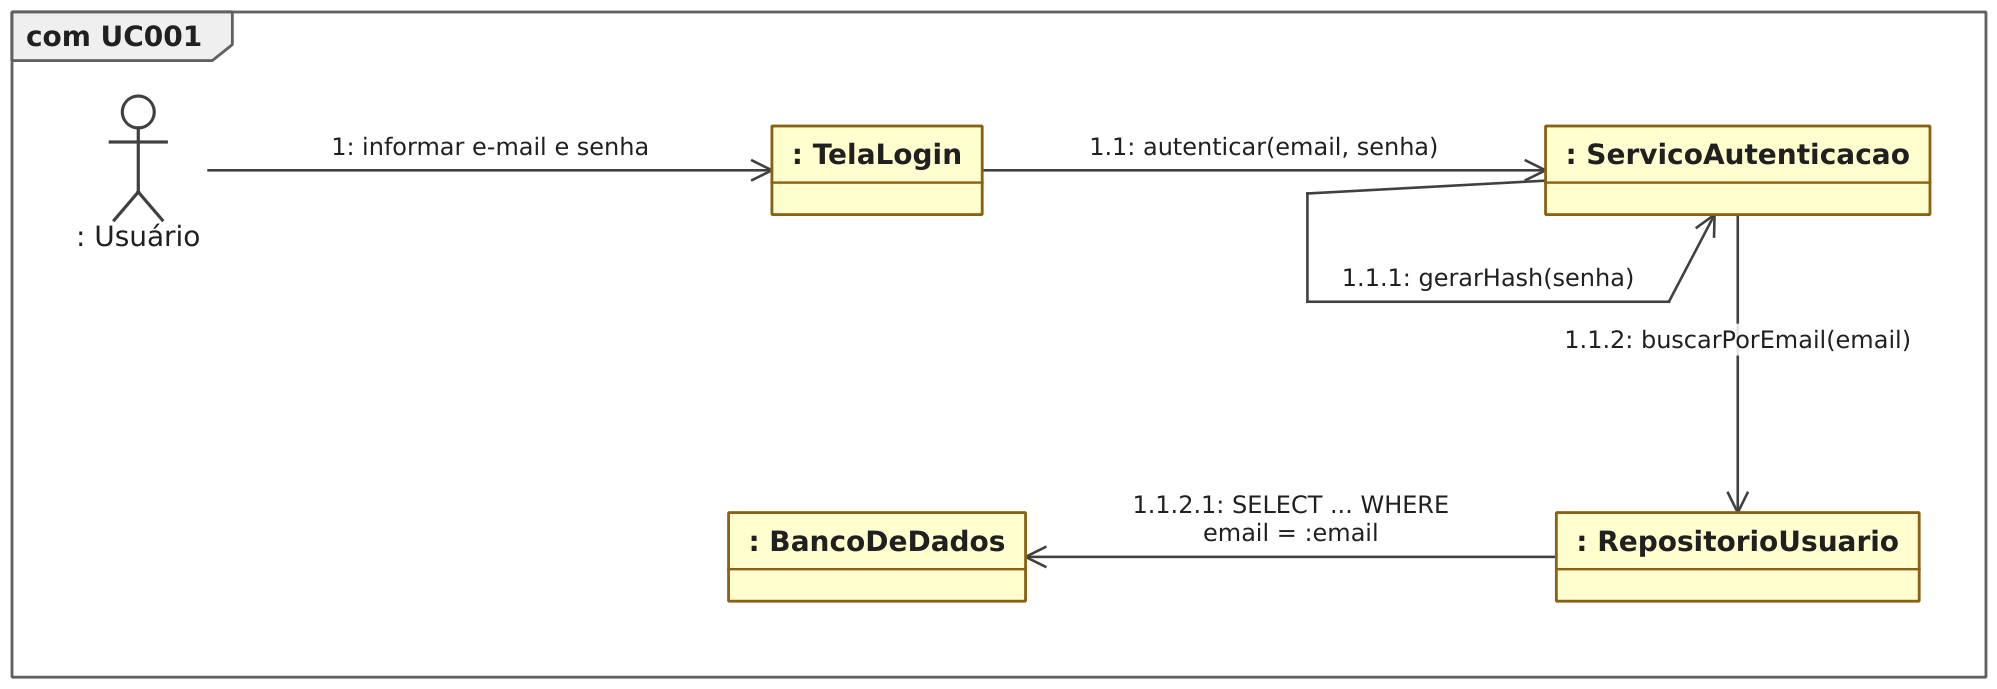 com UC001
1: informar e-mail e senha
: TelaLogin
1.1: autenticar(email, senha)
: ServicoAutenticacao
: Usuário
1.1.1: gerarHash(senha)
1.1.2: buscarPorEmail(email)
1.1.2.1: SELECT ... WHERE
email = :email
: BancoDeDados
: RepositorioUsuario